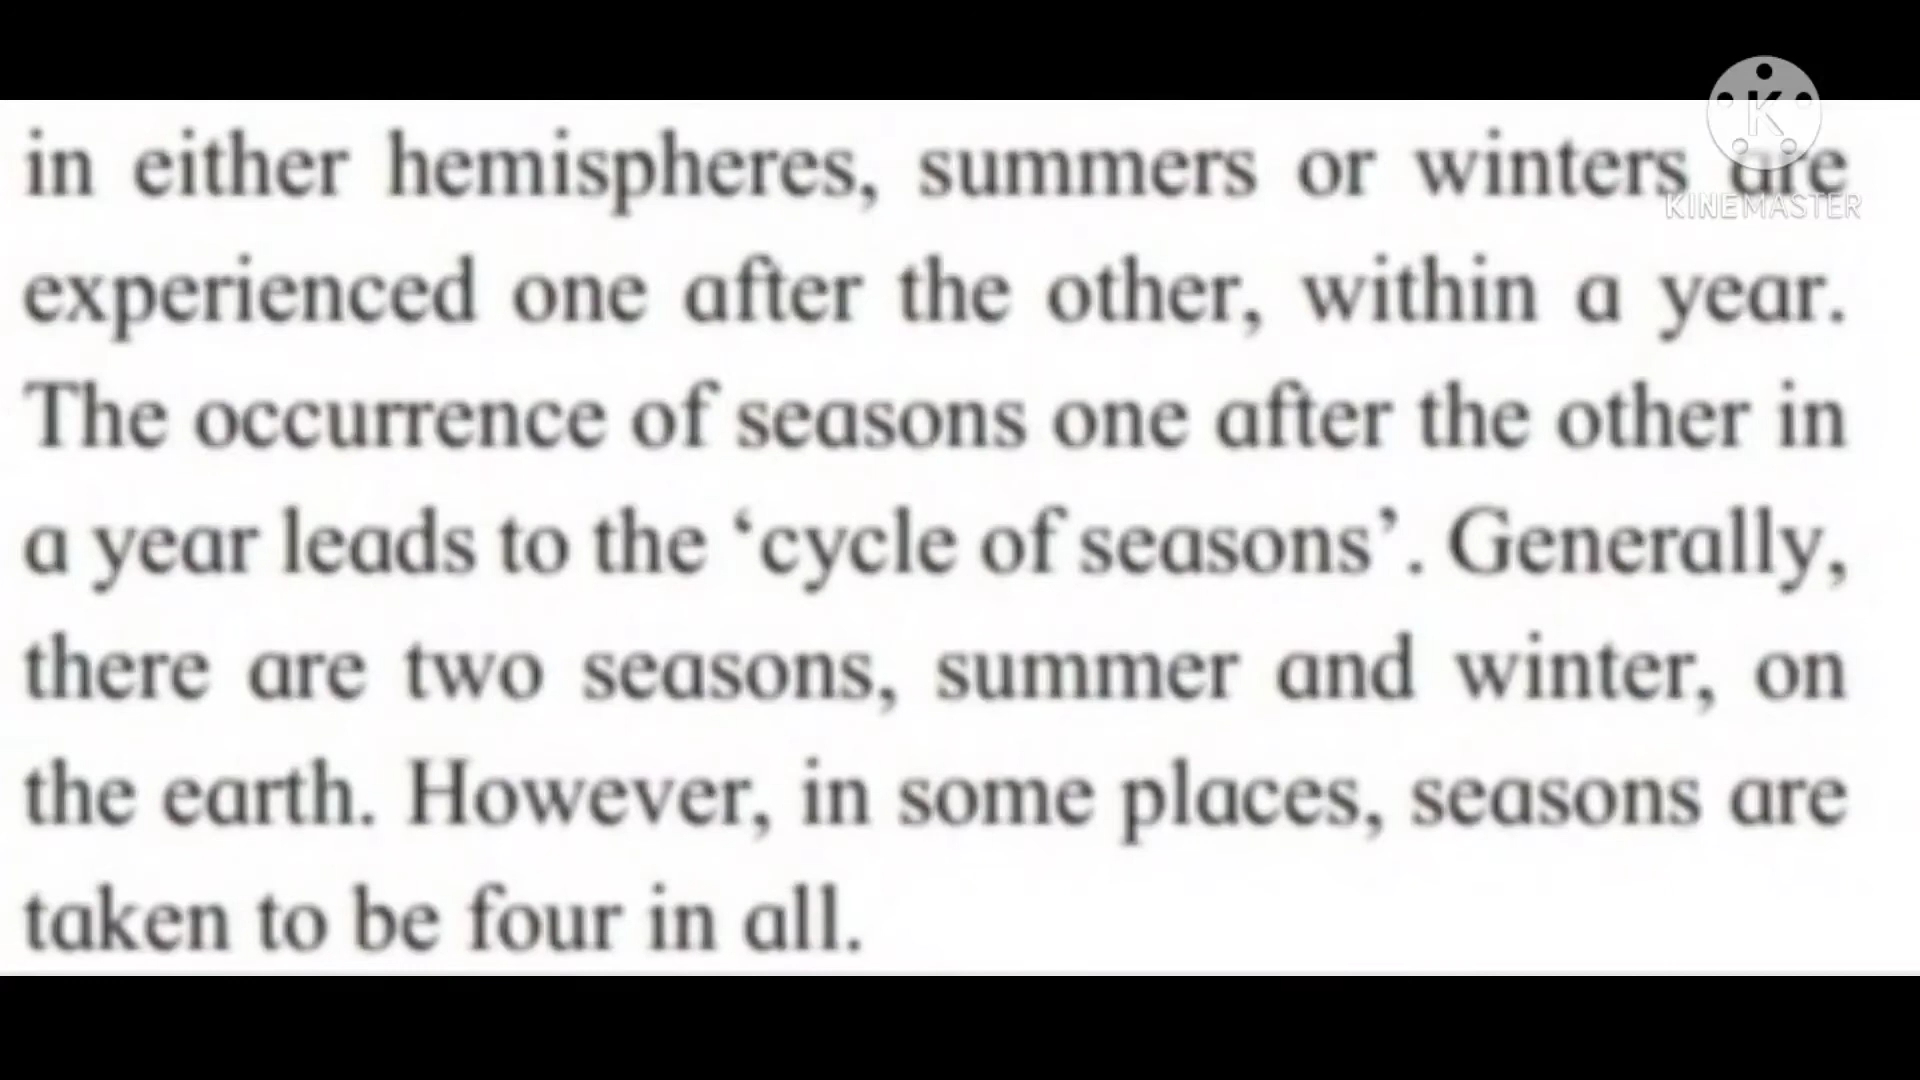 in either hemispheres, summers or winters are
KINEMASTER
experienced one after the other, within a year.
The occurrence of seasons one after the other in
a year leads to the ‘cycle of seasons’. Generally,
there are two seasons, summer and winter, on
the earth. However, in some places, seasons are
taken to be four in all.